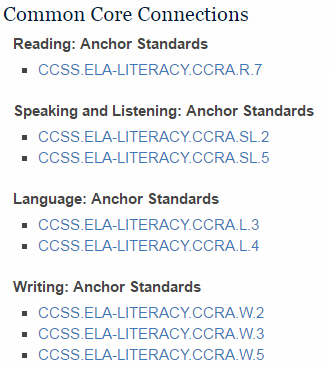 Common Core Connections
Reading: Anchor Standards
CCSS.ELA-LITERACY.CCRA.R.7
Speaking and Listening: Anchor Standards
CCSS.ELA-LITERACY.CCRA.SL.2
CCSS.ELA-LITERACY.CCRA.SL.5
Language: Anchor Standards
CCSS.ELA-LITERACY.CCRA.L.3
CCSS.ELA-LITERACY.CCRA.L.4
Writing: Anchor Standards
CCSS.ELA-LITERACY.CCRA.W.2
CCSS.ELA-LITERACY.CCRA.W.3
CCSS.ELA-LITERACY.CCRA.W.5